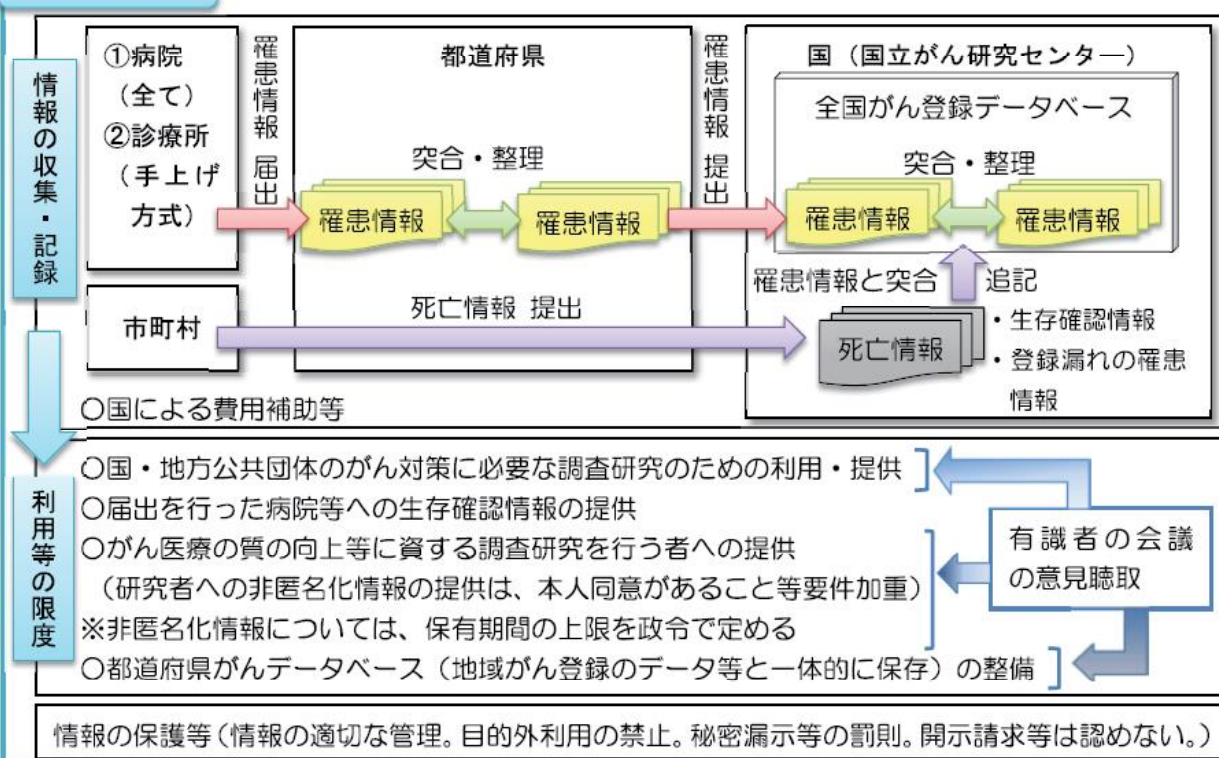 情報の収集・記録
①病院
（全て）
②診療所
（手上げ
方式）
罹患情報 届出
都道府県
突合・整理
罹患情報
罹患情報
罹患情報 提出
国（国立がん研究センター）
全国がん登録データベース
突合・整理
罹患情報
罹患情報
罹患情報と突合
追記
市町村
死亡情報 提出
死亡情報
・生存確認情報
・登録漏れの罹患
情報
〇国による費用補助等
利用等の限度
〇国・地方公共団体のがん対策に必要な調査研究のための利用・提供
〇届出を行った病院等への生存確認情報の提供
〇がん医療の質の向上等に資する調査研究を行う者への提供
（研究者への非匿名化情報の提供は、本人同意があること等要件加重）
※非匿名化情報については、保有期間の上限を政令で定める
〇都道府県がんデータベース（地域がん登録のデータ等と一体的に保存）の整備
有識者の会議
の意見聴取
情報の保護等（情報の適切な管理。目的外利用の禁止。秘密漏示等の罰則。開示請求等は認めない。）